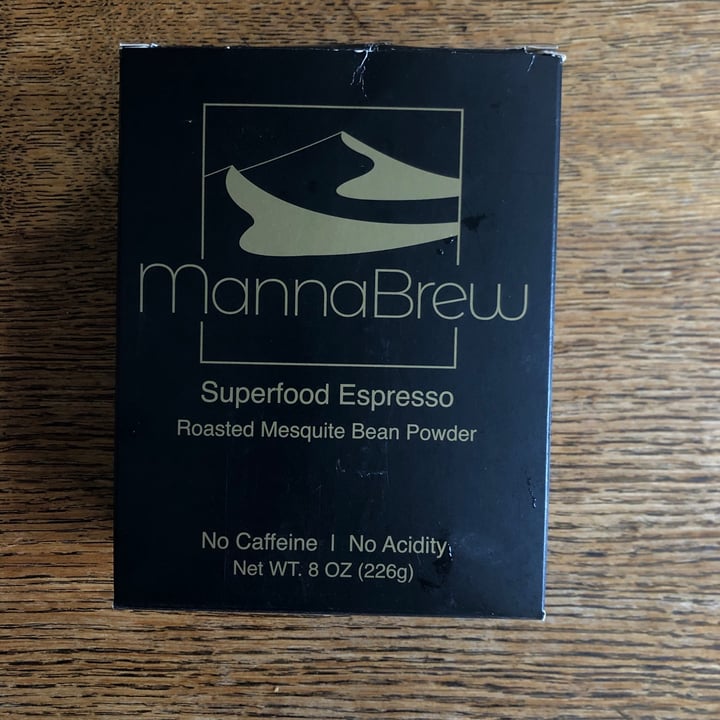 MannaBrew
Superfood Espresso
Roasted Mesquite Bean Powder
No Caffeine | No Acidity
Net WT. 8 OZ (226g)